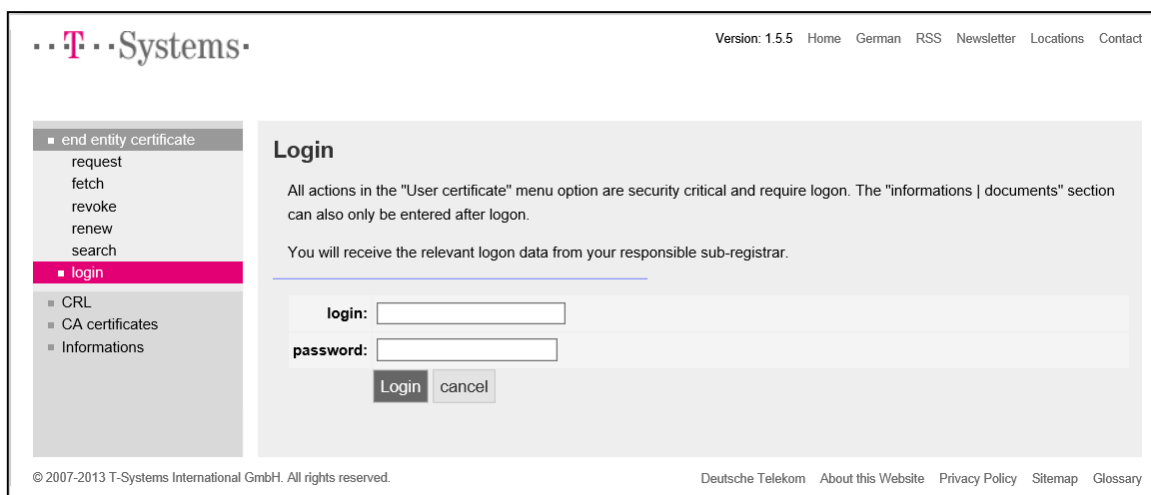 · · T · · Systems ·
Version: 1.5.5 Home German RSS Newsletter Locations Contact
end entity certificate
request
fetch
revoke
renew
search
login
CRL
CA certificates
Informations
Login
All actions in the "User certificate" menu option are security critical and require logon. The "informations | documents" section
can also only be entered after logon.
You will receive the relevant logon data from your responsible sub-registrar.
login:
password:
Login cancel
© 2007-2013 T-Systems International GmbH. All rights reserved.
Deutsche Telekom About this Website Privacy Policy Sitemap Glossary